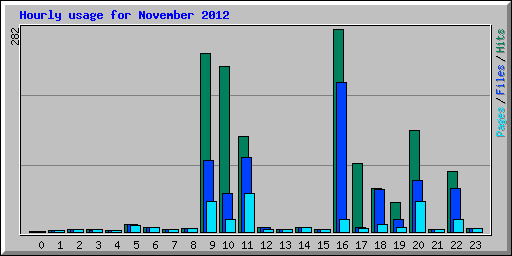 Hourly usage for November 2012
282
Pages/Files/Hits
0 1 2 3 4 5 6 7 8 9 10 11 12 13 14 15 16 17 18 19 20 21 22 23